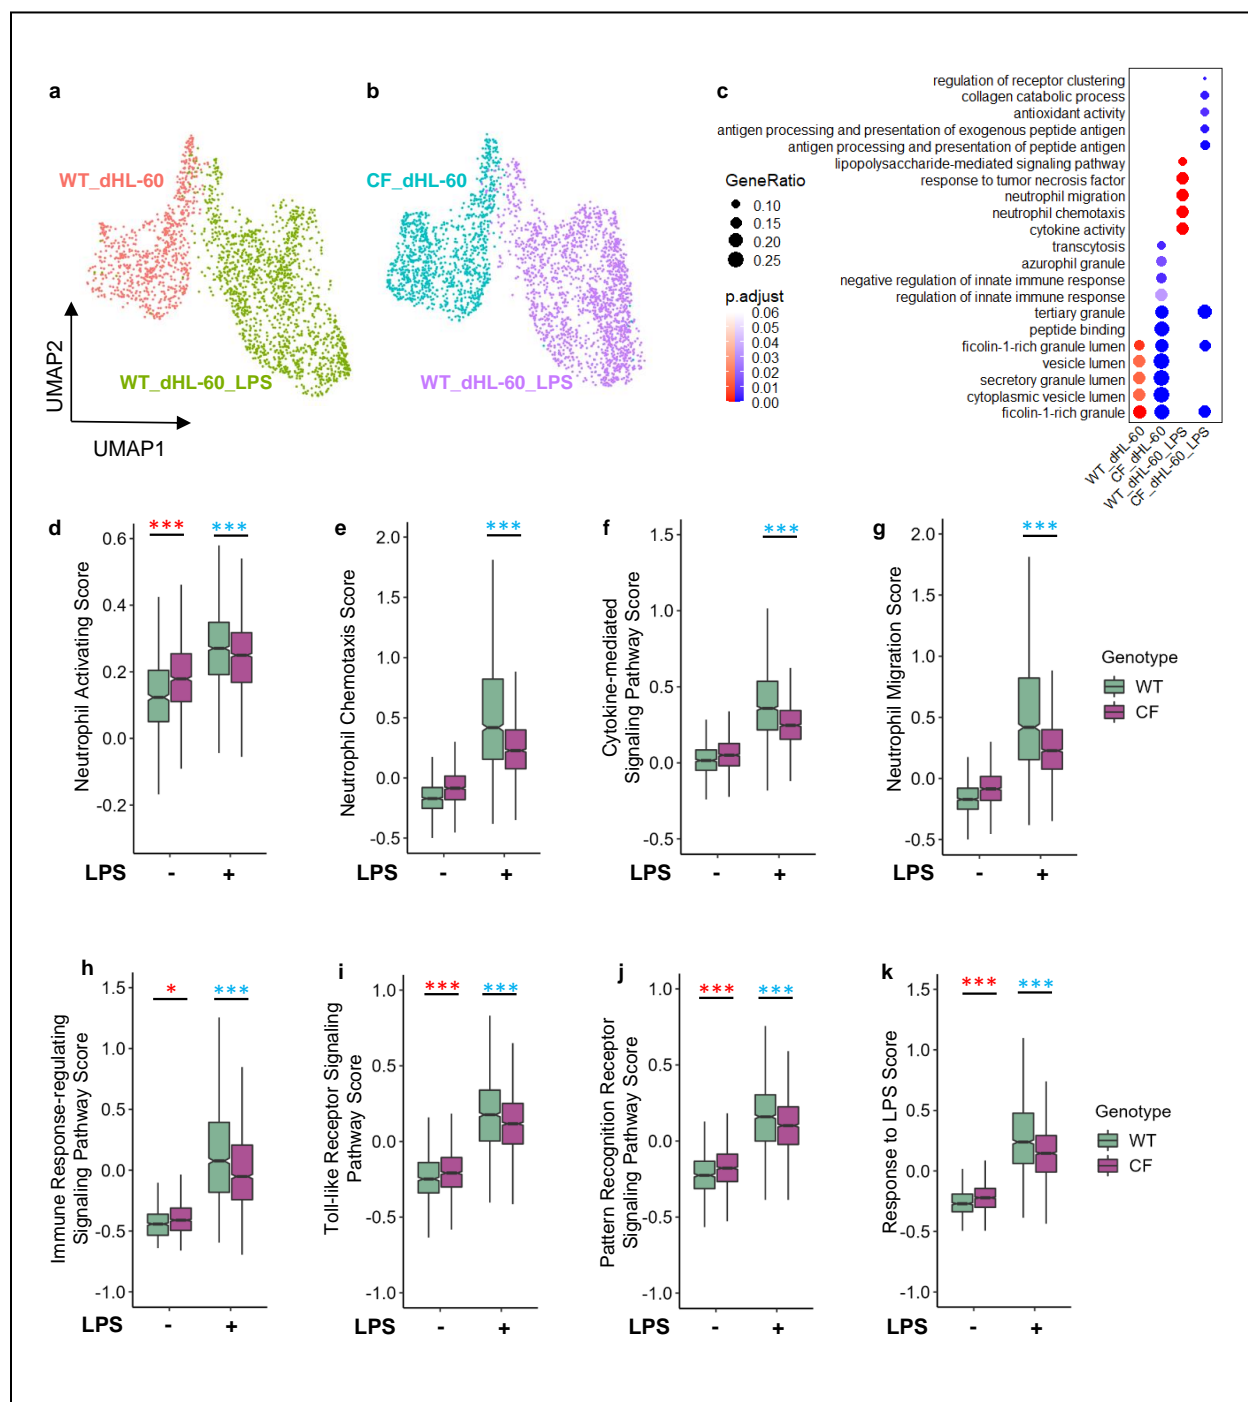 a
b
c
WT_dHL-60
WT_dHL-60_LPS
UMAP2
UMAP1
CF_dHL-60
WT_dHL-60_LPS
GeneRatio
0.10
0.15
0.20
0.25
p.adjust
0.06
0.05
0.04
0.03
0.02
0.01
0.00
regulation of receptor clustering
collagen catabolic process
antioxidant activity
antigen processing and presentation of exogenous peptide antigen
antigen processing and presentation of peptide antigen
lipopolysaccharide-mediated signaling pathway
response to tumor necrosis factor
neutrophil migration
neutrophil chemotaxis
cytokine activity
transcytosis
azurophil granule
negative regulation of innate immune response
regulation of innate immune response
tertiary granule
peptide binding
ficolin-1-rich granule lumen
vesicle lumen
secretory granule lumen
cytoplasmic vesicle lumen
ficolin-1-rich granule
WT_dHL-60
CF_dHL-60
WT_dHL-60_LPS
CF_dHL-60_LPS
d
Neutrophil Activating Score
0.6
0.4
0.2
0.0
-0.2
***
***
LPS
-
+
e
Neutrophil Chemotaxis Score
2.0
1.5
1.0
0.5
0.0
-0.5
***
-
+
f
Cytokine-mediated
Signaling Pathway Score
1.5
1.0
0.5
0.0
-0.5
***
LPS
-
+
g
Neutrophil Migration Score
2.0
1.5
1.0
0.5
0.0
-0.5
***
-
+
Genotype
WT
CF
h
Immune Response-regulating
Signaling Pathway Score
1.5
1.0
0.5
0.0
-0.5
-1.0
*
***
LPS
-
+
i
Toll-like Receptor Signaling
Pathway Score
1.0
0.5
0.0
-0.5
-1.0
***
***
-
+
j
Pattern Recognition Receptor
Signaling Pathway Score
1.0
0.5
0.0
-0.5
-1.0
***
***
LPS
-
+
k
Response to LPS Score
1.5
1.0
0.5
0.0
-0.5
-1.0
***
***
-
+
Genotype
WT
CF